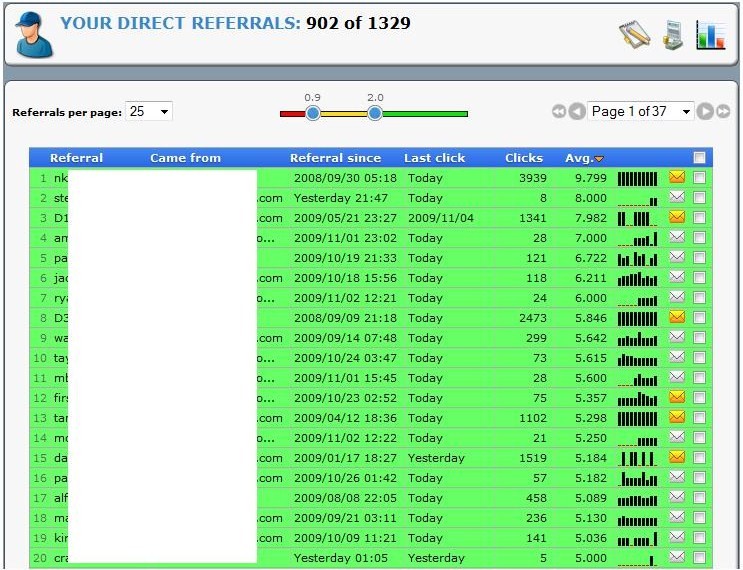 YOUR DIRECT REFERRALS: 902 of 1329
0.9 2.0
Referrals per page: 25 Page 1 of 37
Referral Came from Referral since Last click Clicks Avg.
1 nk 2008/09/30 05:18 Today 3939 9.799
2 ste .com Yesterday 21:47 Today 8 8.000
3 D1 .com 2009/05/21 23:27 2009/11/04 1341 7.982
4 am o... 2009/11/01 23:02 Today 28 7.000
5 pa 2009/10/19 21:33 Today 121 6.722
6 jac .com 2009/10/18 15:56 Today 118 6.211
7 rya o... 2009/11/02 12:21 Today 24 6.000
8 D3 2008/09/09 21:18 Today 2473 5.846
9 wa .com 2009/09/14 07:48 Today 299 5.642
10 tay o... 2009/10/24 03:47 Today 73 5.615
11 mb o... 2009/11/01 15:45 Today 28 5.600
12 firs o... 2009/10/23 02:52 Today 75 5.357
13 tar .com 2009/04/12 18:36 Today 1102 5.298
14 mo o... 2009/11/02 12:22 Today 21 5.250
15 da .com 2009/01/17 18:27 Yesterday 1519 5.184
16 pa .com 2009/10/26 01:42 Today 57 5.182
17 alf 2009/08/08 22:05 Today 458 5.089
18 ma .com 2009/09/21 03:11 Today 236 5.130
19 kir .com 2009/10/09 11:21 Today 141 5.036
20 cra Yesterday 01:05 Yesterday 5 5.000